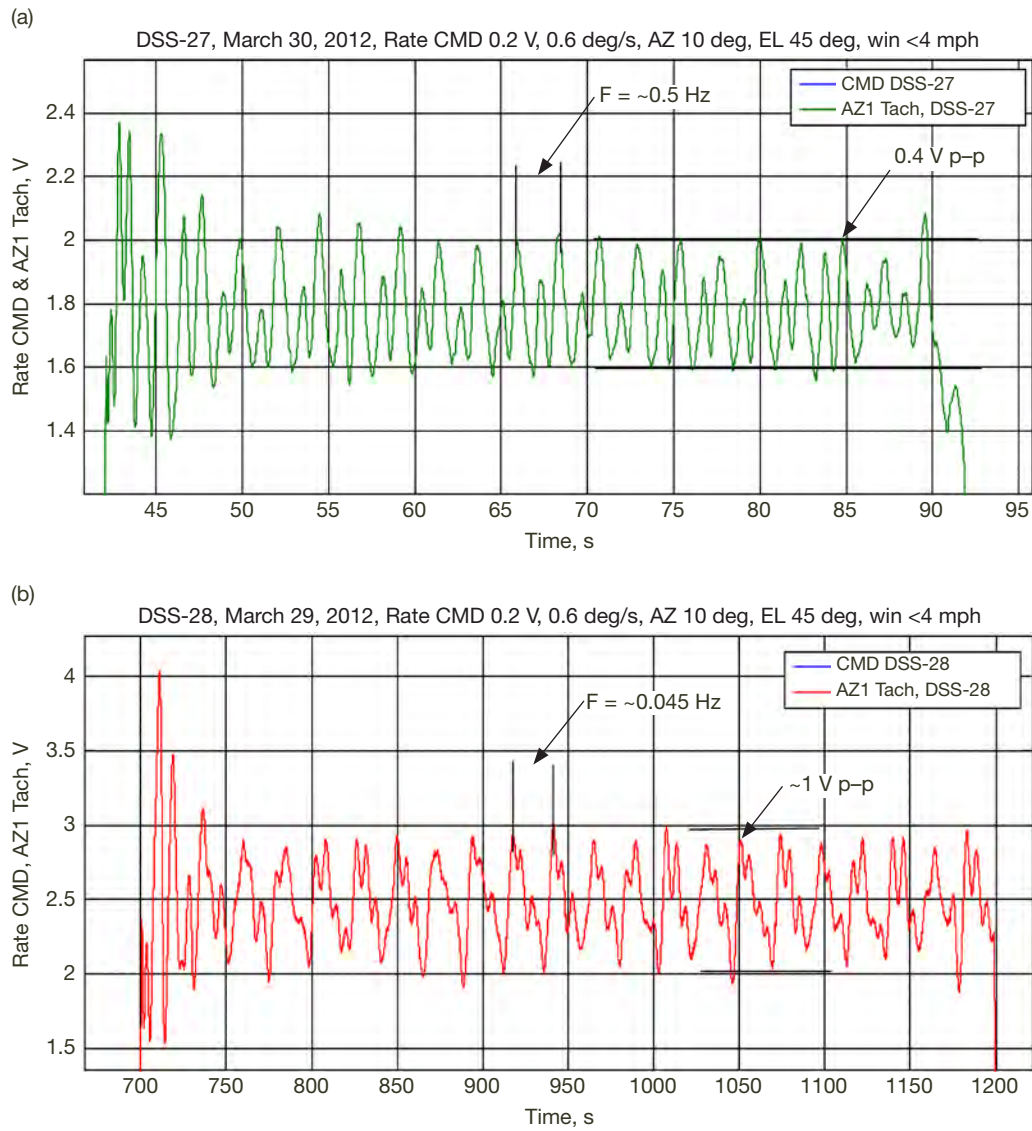 (a)
DSS-27, March 30, 2012, Rate CMD 0.2 V, 0.6 deg/s, AZ 10 deg, EL 45 deg, win <4 mph
CMD DSS-27
AZ1 Tach, DSS-27
F = ~0.5 Hz
0.4 V p–p
Rate CMD & AZ1 Tach, V
2.4
2.2
2
1.8
1.6
1.4
45 50 55 60 65 70 75 80 85 90 95
Time, s
(b)
DSS-28, March 29, 2012, Rate CMD 0.2 V, 0.6 deg/s, AZ 10 deg, EL 45 deg, win <4 mph
CMD DSS-28
AZ1 Tach, DSS-28
F = ~0.045 Hz
~1 V p–p
Rate CMD, AZ1 Tach, V
4
3.5
3
2.5
2
1.5
700 750 800 850 900 950 1000 1050 1100 1150 1200
Time, s